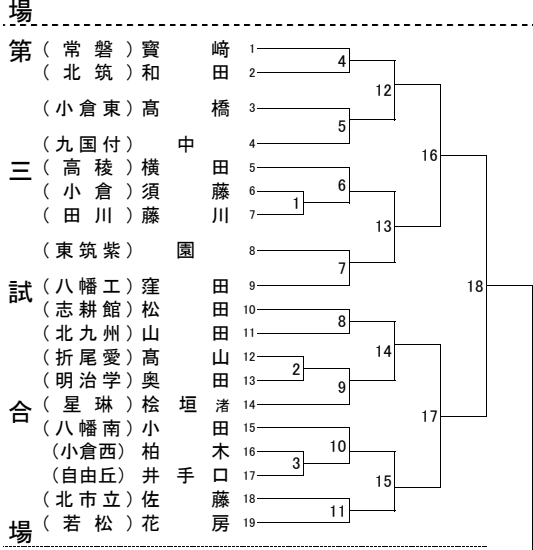 場
第三試合場
(常磐) 寳﨑 1
(北筑) 和田 2
(小倉東) 髙橋 3
(九国付) 中 4
(高稜) 横田 5
(小倉) 須藤 6
(田川) 藤川 7
(東筑紫) 園 8
(八幡工) 窪田 9
(志耕館) 松田 10
(北九州) 山田 11
(折尾愛) 髙山 12
(明治学) 奥田 13
(星琳) 桧垣渚 14
(八幡南) 小田 15
(小倉西) 柏木 16
(自由丘) 井手口 17
(北市立) 佐藤 18
(若松) 花房 19
4
5
1
6
7
8
2
9
3
10
11
12
13
14
15
16
17
18